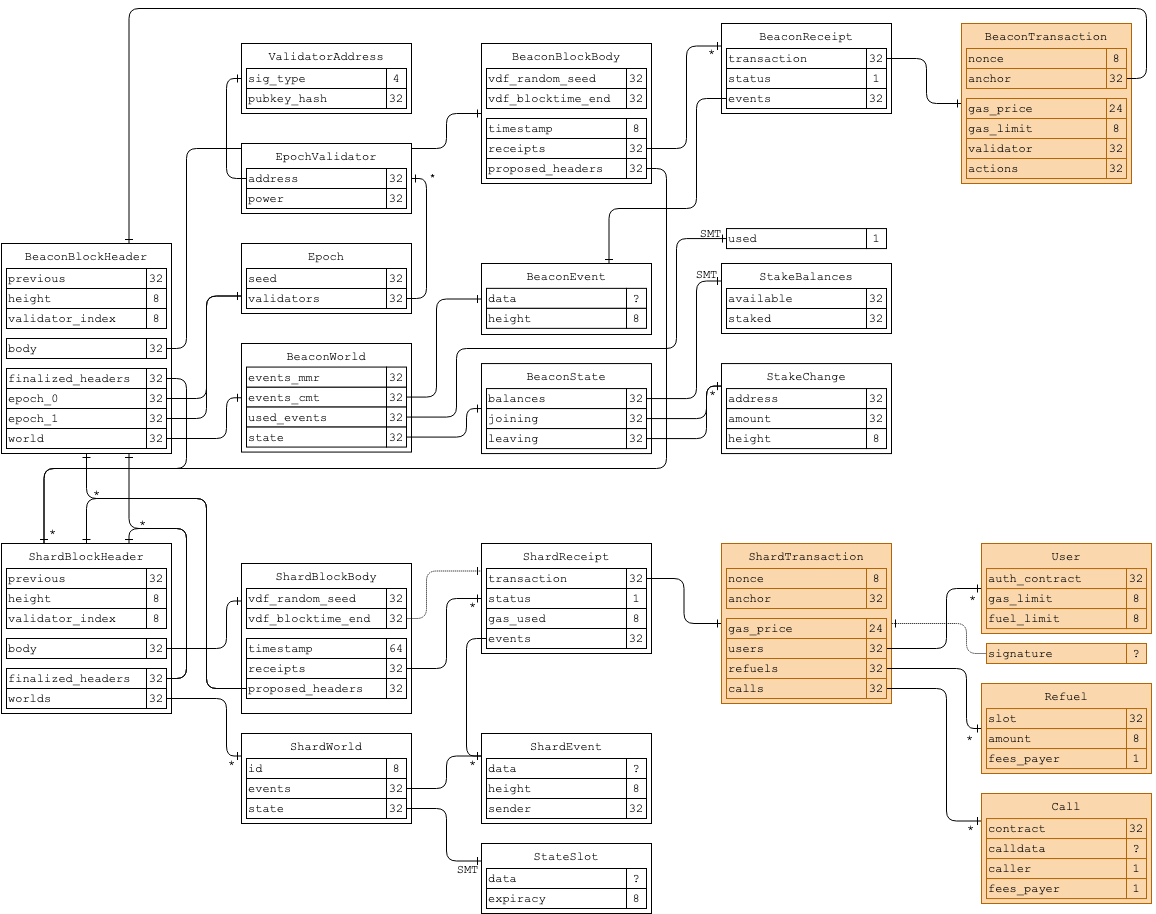 ValidatorAddress
sig_type 4
pubkey_hash 32
BeaconBlockBody
vdf_random_seed 32
vdf_blocktime_end 32
timestamp 8
receipts 32
proposed_headers 32
BeaconReceipt
transaction 32
status 1
events 32
*
BeaconTransaction
nonce 8
anchor 32
gas_price 24
gas_limit 8
validator 32
actions 32
EpochValidator
address 32
power 32
*
BeaconBlockHeader
previous 32
height 8
validator_index 8
body 32
finalized_headers 32
epoch_0 32
epoch_1 32
world 32
Epoch
seed 32
validators 32
BeaconEvent
data ?
height 8
SMT
used 1
SMT
StakeBalances
available 32
staked 32
BeaconWorld
events_mmr 32
events_cmt 32
used_events 32
state 32
BeaconState
balances 32
joining 32
leaving 32
*
StakeChange
address 32
amount 32
height 8
*
*
*
ShardBlockHeader
previous 32
height 8
validator_index 8
body 32
finalized_headers 32
worlds 32
ShardBlockBody
vdf_random_seed 32
vdf_blocktime_end 32
timestamp 64
receipts 32
proposed_headers 32
*
ShardReceipt
transaction 32
status 1
gas_used 8
events 32
ShardTransaction
nonce 8
anchor 32
gas_price 24
users 32
refuels 32
calls 32
*
User
auth_contract 32
gas_limit 8
fuel_limit 8
signature ?
*
Refuel
slot 32
amount 8
fees_payer 1
*
ShardWorld
id 8
events 32
state 32
*
ShardEvent
data ?
height 8
sender 32
*
Call
contract 32
calldata ?
caller 1
fees_payer 1
SMT
StateSlot
data ?
expiracy 8